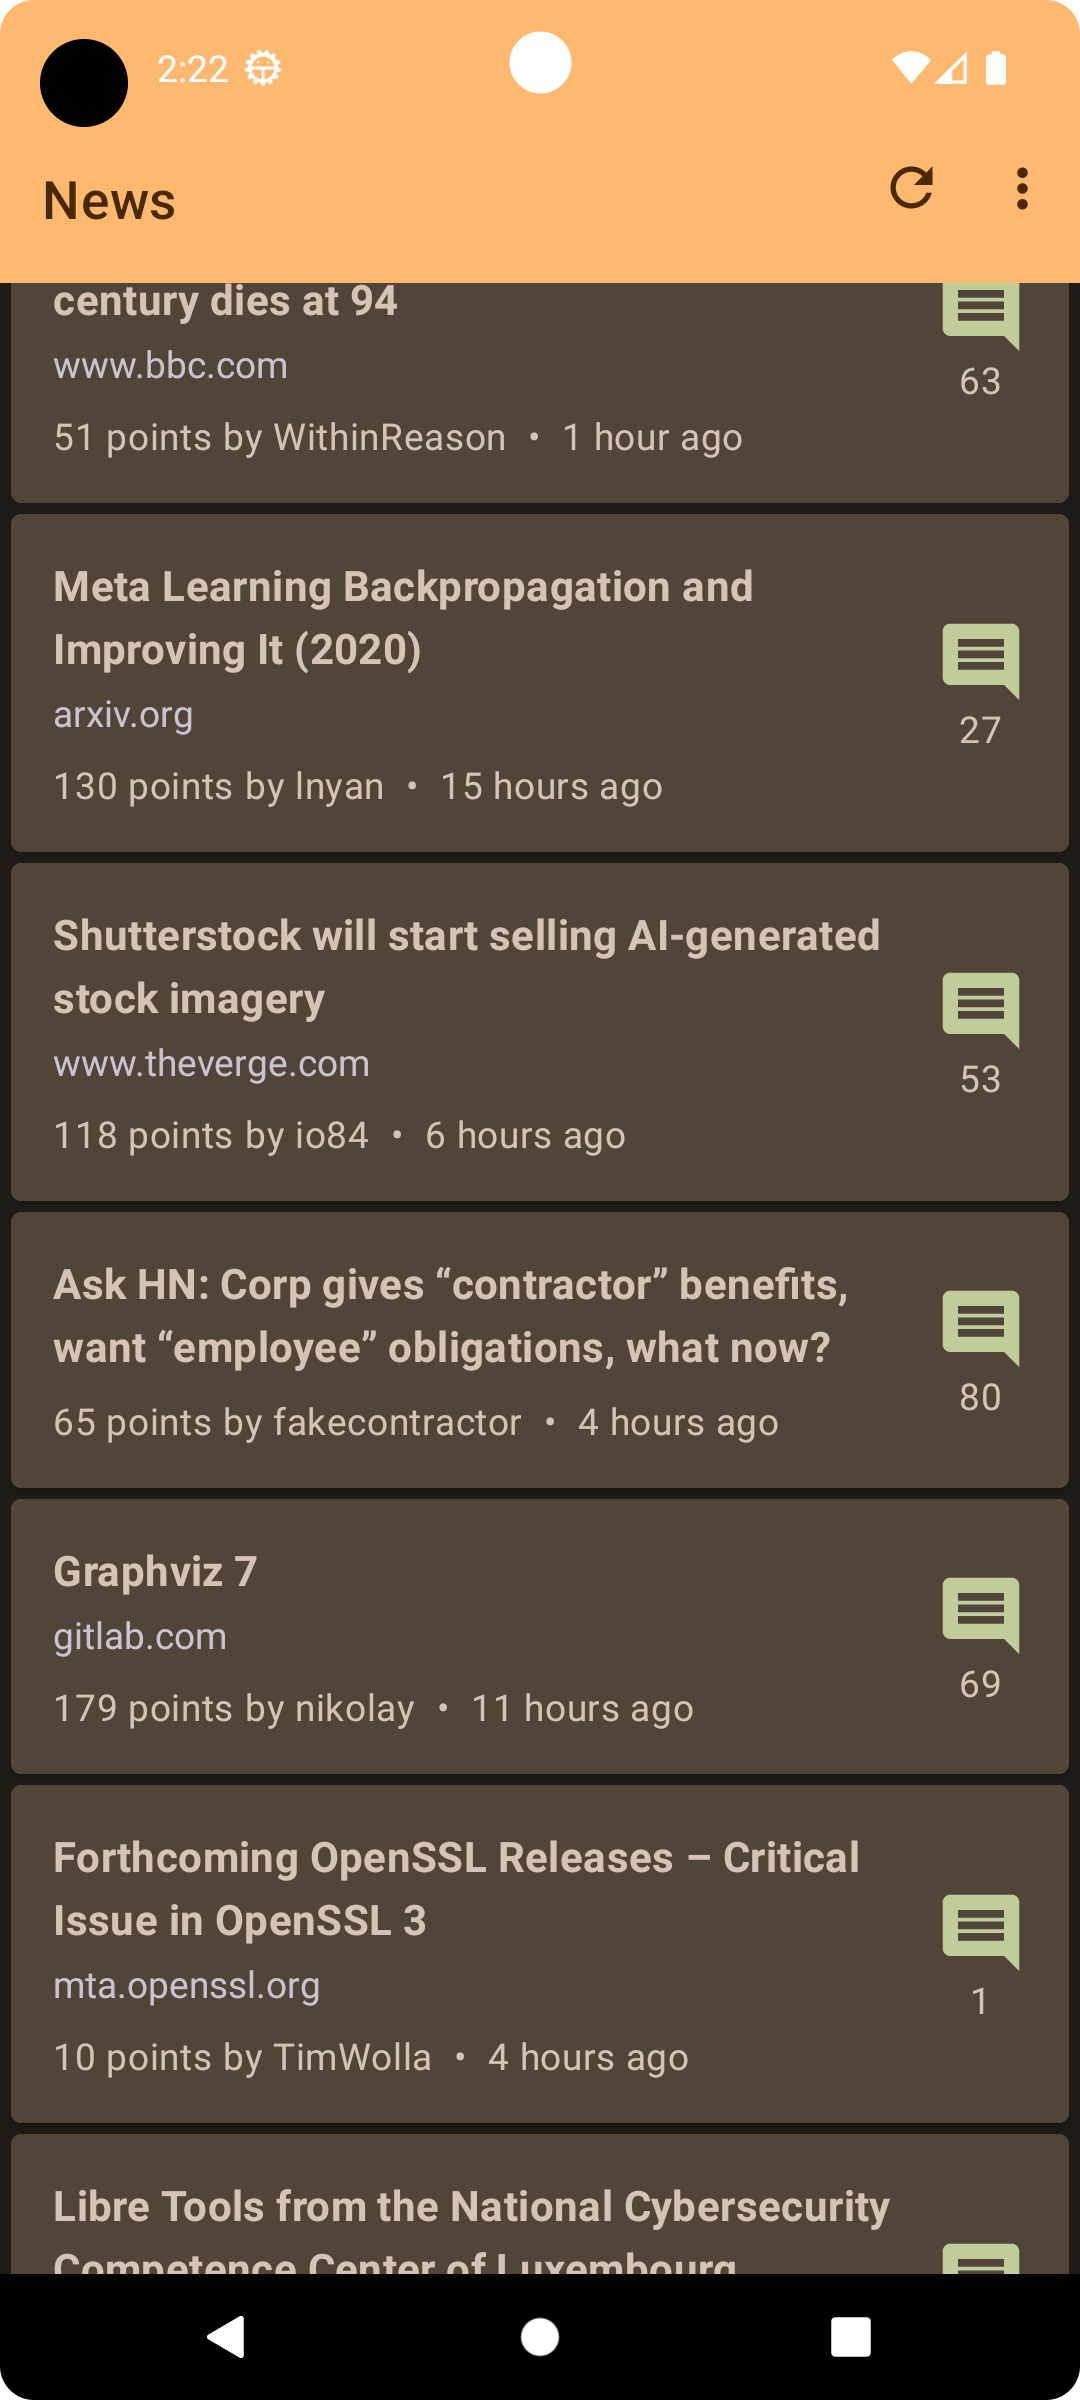 2:22
News
century dies at 94
www.bbc.com
63
51 points by WithinReason • 1 hour ago
Meta Learning Backpropagation and
Improving It (2020)
arxiv.org
27
130 points by lnyan • 15 hours ago
Shutterstock will start selling AI-generated
stock imagery
www.theverge.com
53
118 points by io84 • 6 hours ago
Ask HN: Corp gives “contractor” benefits,
want “employee” obligations, what now?
80
65 points by fakecontractor • 4 hours ago
Graphviz 7
gitlab.com
69
179 points by nikolay • 11 hours ago
Forthcoming OpenSSL Releases – Critical
Issue in OpenSSL 3
mta.openssl.org
1
10 points by TimWolla • 4 hours ago
Libre Tools from the National Cybersecurity
Competence Center of Luxembourg